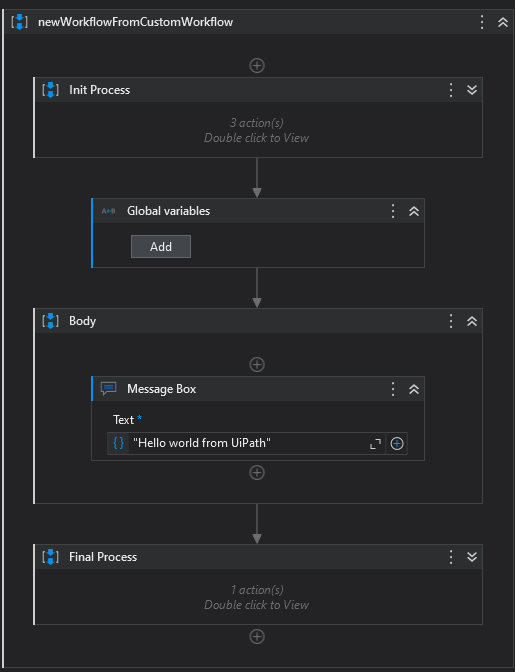 newWorkflowFromCustomWorkflow
Init Process
3 action(s)
Double click to View
A+B Global variables
Add
Body
Message Box
Text *
{} "Hello world from UiPath"
Final Process
1 action(s)
Double click to View